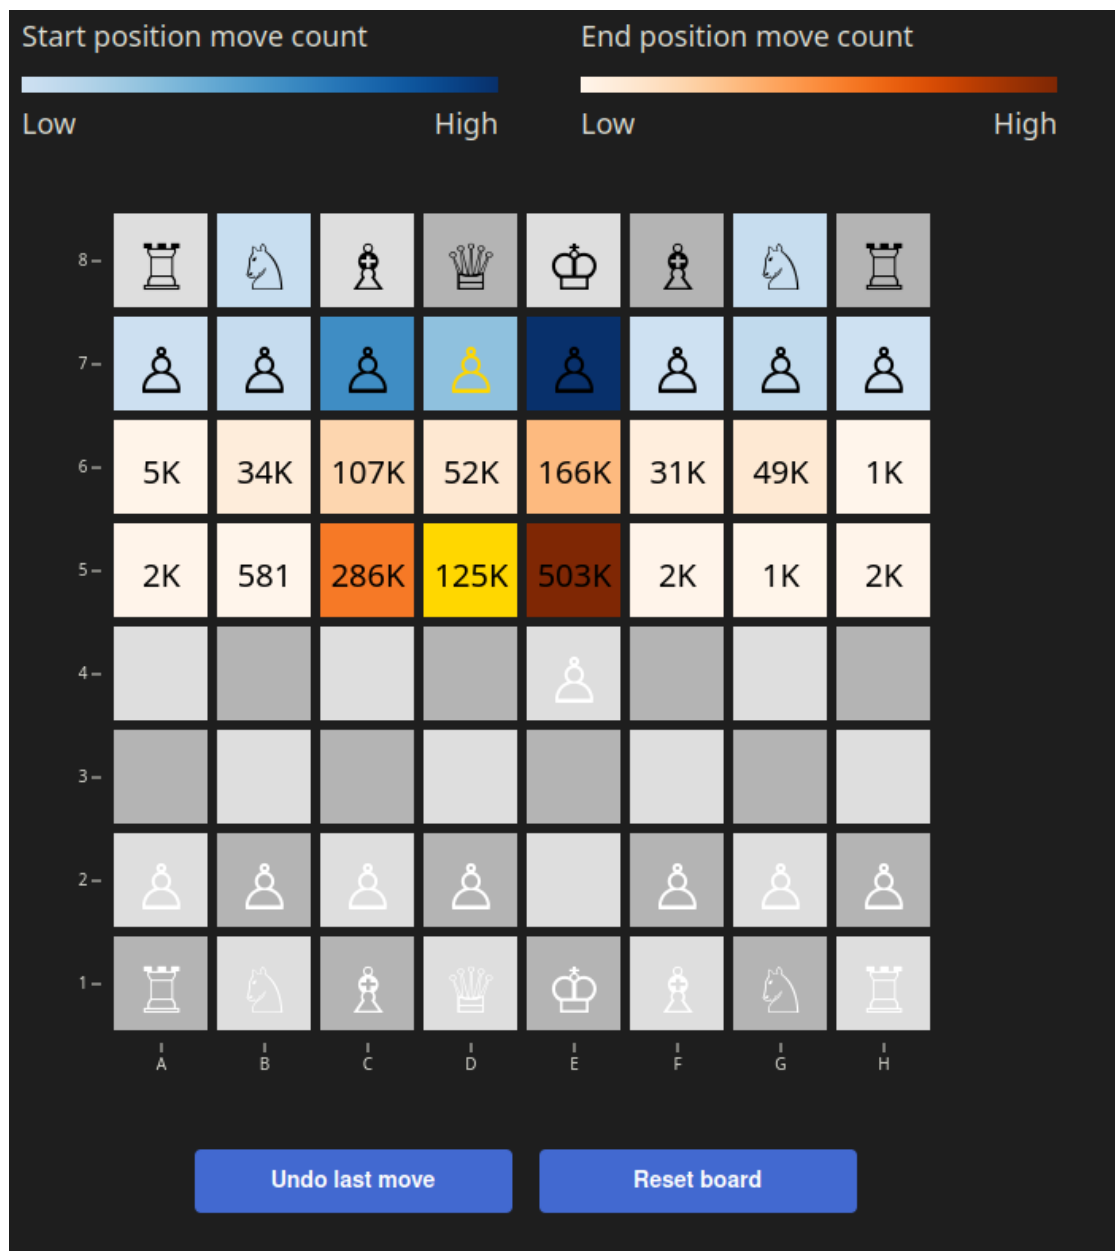 Start position move count End position move count
Low High Low High
8
7
6 5K 34K 107K 52K 166K 31K 49K 1K
5 2K 581 286K 125K 503K 2K 1K 2K
4
3
2
1
A B C D E F G H
Undo last move Reset board